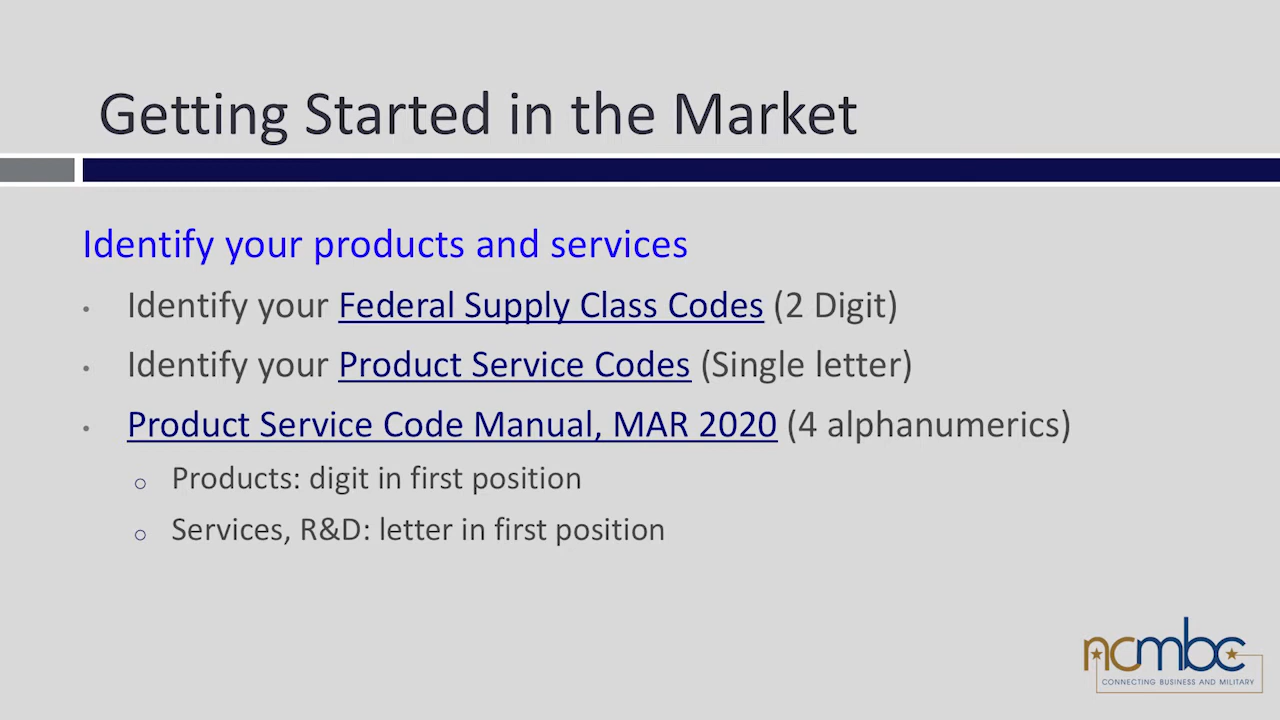 Getting Started in the Market
Identify your products and services
• Identify your Federal Supply Class Codes (2 Digit)
• Identify your Product Service Codes (Single letter)
• Product Service Code Manual, MAR 2020 (4 alphanumerics)
o Products: digit in first position
o Services, R&D: letter in first position
ncmbc
CONNECTING BUSINESS AND MILITARY